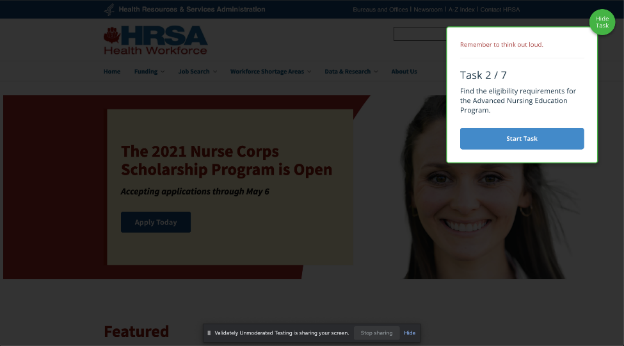 Health Resources & Services Administration
Bureaus and Offices | Newsroom | A-Z Index | Contact HRSA
Hide
Task
HRSA
Health Workforce
Remember to think out loud.
Home
Funding
Job Search
Workforce Shortage Areas
Data & Research
About Us
Task 2 / 7
Find the eligibility requirements for
the Advanced Nursing Education
Program.
Start Task
The 2021 Nurse Corps
Scholarship Program is Open
Accepting applications through May 6
Apply Today
Featured
Validately Unmoderated Testing is sharing your screen.
Stop sharing
Hide